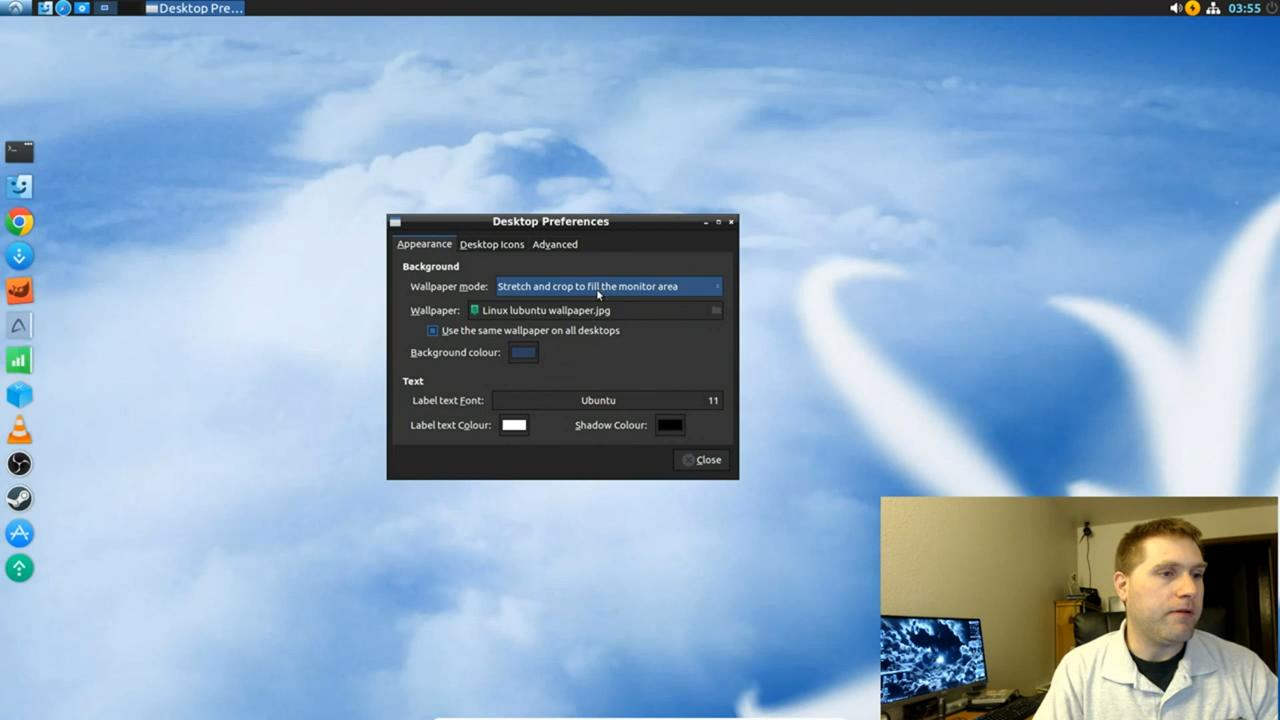 Desktop Pre...
03:55
Desktop Preferences
Appearance Desktop Icons Advanced
Background
Wallpaper mode: Stretch and crop to fill the monitor area
Wallpaper: Linux lubuntu wallpaper.jpg
Use the same wallpaper on all desktops
Background colour:
Text
Label text Font: Ubuntu 11
Label text Colour: Shadow Colour:
Close